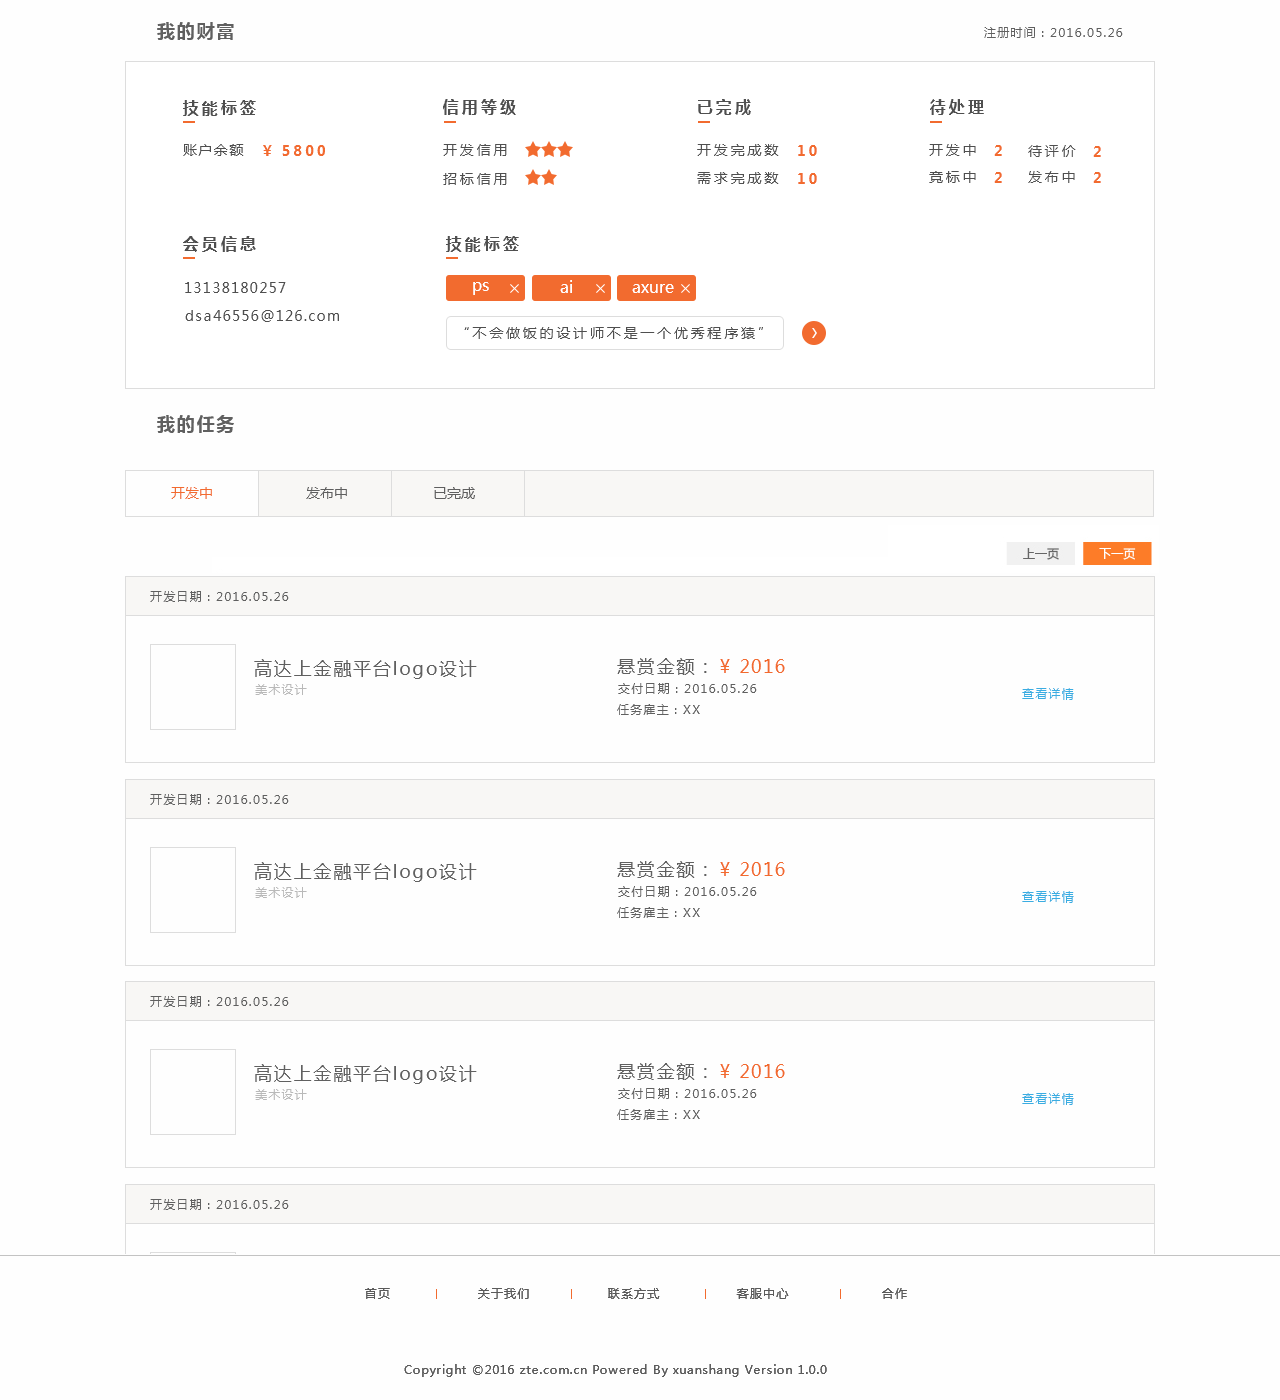 我的财富
注册时间：2016.05.26
技能标签 信用等级 已完成 待处理
账户余额 ¥ 5800 开发信用 开发完成数 10 开发中 2 待评价 2
招标信用 需求完成数 10 竟标中 2 发布中 2
会员信息 技能标签
13138180257 ps × ai × axure ×
dsa46556@126.com
“不会做饭的设计师不是一个优秀程序猿”
我的任务
开发中 发布中 已完成
上一页 下一页
开发日期：2016.05.26
高达上金融平台logo设计 悬赏金额： ¥ 2016
美术设计 交付日期：2016.05.26 查看详情
任务雇主：XX
开发日期：2016.05.26
高达上金融平台logo设计 悬赏金额： ¥ 2016
美术设计 交付日期：2016.05.26 查看详情
任务雇主：XX
开发日期：2016.05.26
高达上金融平台logo设计 悬赏金额： ¥ 2016
美术设计 交付日期：2016.05.26 查看详情
任务雇主：XX
开发日期：2016.05.26
首页 | 关于我们 | 联系方式 | 客服中心 | 合作
Copyright ©2016 zte.com.cn Powered By xuanshang Version 1.0.0